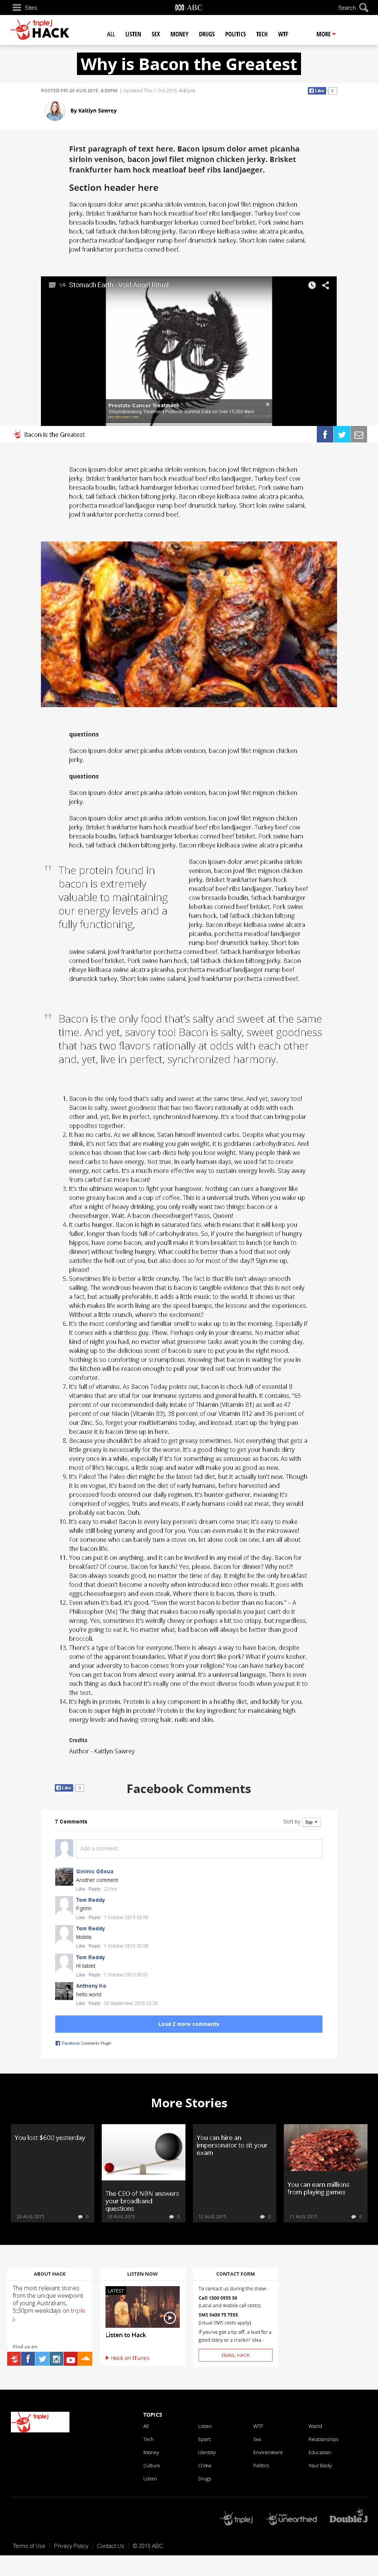 Sites
ABC
Search
triple j
HACK
ALL LISTEN SEX MONEY DRUGS POLITICS TECH WTF MORE
Why is Bacon the Greatest
POSTED FRI 28 AUG 2015, 4:00PM | Updated Thu 1 Oct 2015, 4:42pm
Like 0
By Kaitlyn Sawrey
First paragraph of text here. Bacon ipsum dolor amet picanha
sirloin venison, bacon jowl filet mignon chicken jerky. Brisket
frankfurter ham hock meatloaf beef ribs landjaeger.
Section header here
Bacon ipsum dolor amet picanha sirloin venison, bacon jowl filet mignon chicken
jerky. Brisket frankfurter ham hock meatloaf beef ribs landjaeger. Turkey beef cow
bresaola boudin, fatback hamburger leberkas corned beef brisket. Pork swine ham
hock, tail fatback chicken biltong jerky. Bacon ribeye kielbasa swine alcatra picanha,
porchetta meatloaf landjaeger rump beef drumstick turkey. Short loin swine salami,
jowl frankfurter porchetta corned beef.
1/6 Stomach Earth - Void Angel Ritual
Prostate Cancer Treatment
Groundbreaking Treatment Protocol. Survival Data on Over 15,000 Men!
Bacon is the Greatest
Bacon ipsum dolor amet picanha sirloin venison, bacon jowl filet mignon chicken
jerky. Brisket frankfurter ham hock meatloaf beef ribs landjaeger. Turkey beef cow
bresaola boudin, fatback hamburger leberkas corned beef brisket. Pork swine ham
hock, tail fatback chicken biltong jerky. Bacon ribeye kielbasa swine alcatra picanha,
porchetta meatloaf landjaeger rump beef drumstick turkey. Short loin swine salami,
jowl frankfurter porchetta corned beef.
questions
Bacon ipsum dolor amet picanha sirloin venison, bacon jowl filet mignon chicken
jerky.
questions
Bacon ipsum dolor amet picanha sirloin venison, bacon jowl filet mignon chicken
jerky.
Bacon ipsum dolor amet picanha sirloin venison, bacon jowl filet mignon chicken
jerky. Brisket frankfurter ham hock meatloaf beef ribs landjaeger. Turkey beef cow
bresaola boudin, fatback hamburger leberkas corned beef brisket. Pork swine ham
hock, tail fatback chicken biltong jerky. Bacon ribeye kielbasa swine alcatra picanha
" The protein found in
bacon is extremely
valuable to maintaining
our energy levels and a
fully functioning,
Bacon ipsum dolor amet picanha sirloin
venison, bacon jowl filet mignon chicken
jerky. Brisket frankfurter ham hock
meatloaf beef ribs landjaeger. Turkey beef
cow bresaola boudin, fatback hamburger
leberkas corned beef brisket. Pork swine
ham hock, tail fatback chicken biltong
jerky. Bacon ribeye kielbasa swine alcatra
picanha, porchetta meatloaf landjaeger
rump beef drumstick turkey. Short loin
swine salami, jowl frankfurter porchetta corned beef. fatback hamburger leberkas
corned beef brisket. Pork swine ham hock, tail fatback chicken biltong jerky. Bacon
ribeye kielbasa swine alcatra picanha, porchetta meatloaf landjaeger rump beef
drumstick turkey. Short loin swine salami, jowl frankfurter porchetta corned beef.
" Bacon is the only food that's salty and sweet at the same
time. And yet, savory too! Bacon is salty, sweet goodness
that has two flavors rationally at odds with each other
and, yet, live in perfect, synchronized harmony.
1. Bacon is the only food that's salty and sweet at the same time. And yet, savory too!
Bacon is salty, sweet goodness that has two flavors rationally at odds with each
other and, yet, live in perfect, synchronized harmony. It's a food that can bring polar
opposites together.
2. It has no carbs. As we all know, Satan himself invented carbs. Despite what you may
think, it's not fats that are making you gain weight. It is goddamn carbohydrates. And
science has shown that low-carb diets help you lose weight. Many people think we
need carbs to have energy. Not true. In early human days, we used fat to create
energy, not carbs. It's a much more effective way to sustain energy levels. Stay away
from carbs! Eat more bacon!
3. It's the ultimate weapon to fight your hangover. Nothing can cure a hangover like
some greasy bacon and a cup of coffee. This is a universal truth. When you wake up
after a night of heavy drinking, you really only want two things: bacon or a
cheeseburger. Wait. A bacon cheeseburger! Yasss, Queen!
4. It curbs hunger. Bacon is high in saturated fats, which means that it will keep you
fuller, longer than foods full of carbohydrates. So, if you're the hungriest of hungry
hippos, have some bacon, and you'll make it from breakfast to lunch (or lunch to
dinner) without feeling hungry. What could be better than a food that not only
satisfies the hell out of you, but also does so for most of the day?! Sign me up,
please!
5. Sometimes life is better a little crunchy. The fact is that life isn't always smooth
sailing. The wondrous heaven that is bacon is tangible evidence that this is not only
a fact, but actually preferable. It adds a little music to the world. It shows us that
which makes life worth living are the speed bumps, the lessons and the experiences.
Without a little crunch, where's the excitement?
6. It's the most comforting and familiar smell to wake up to in the morning. Especially if
it comes with a shirtless guy. Phew. Perhaps only in your dreams. No matter what
kind of night you've had, no matter what gruesome tasks await you in the coming day,
waking up to the delicious scent of bacon is sure to put you in the right mood.
Nothing is so comforting or scrumptious. Knowing that bacon is waiting for you in
the kitchen will be reason enough to pull your tired self out from under the
comforter.
7. It's full of vitamins. As Bacon Today points out, bacon is chock-full of essential B
vitamins that are vital for our immune systems and general health. It contains, "65
percent of our recommended daily intake of Thiamin (Vitamin B1) as well as 47
percent of our Niacin (Vitamin B3), 38 percent of our Vitamin B12 and 36 percent of
our Zinc. So, forget your multivitamin today, and instead, start up the frying pan
because it is bacon time up in here.
8. Because you shouldn't be afraid to get greasy sometimes. Not everything that gets a
little greasy is necessarily the worse. It's all in the spirit! You've to get your hands dirty
every once in a while, especially if it's for something as sensuous as bacon. As with
most of life's hiccups, a little soap and water will make you as good as new.
9. It's Paleo! The Paleo diet might be the latest fad diet, but it actually isn't new. Though
it is en vogue, it's based on the diet of early humans, before harvested and
processed foods entered our daily regimen. It's hunter-gatherer, meaning it's
comprised of veggies, fruits and meats. If early humans could eat meat, they would
probably eat bacon. Duh.
10. It's easy to make! Bacon is every lazy person's dream come true; it's easy to make
while still being yummy and good for you. You can even make it in the microwave!
For someone who can barely turn a stove on, let alone cook on one, I am all about
the bacon life.
11. You can put it on anything, and it can be involved in any meal of the day. Bacon for
breakfast? Of course. Bacon for lunch? Yes, please. Bacon for dinner? Why not?!
Bacon always sounds good, no matter the time of day. It might be the only breakfast
food that doesn't become a novelty when introduced into other meals. It goes with
eggs,cheeseburgers and even steak. Where there is bacon, there is truth.
12. Even when it's bad, it's good. "Even the worst bacon is better than no bacon." – A
Philosopher (Me) The thing that makes bacon really special is you just can't do it
wrong. Yes, sometimes it's weirdly chewy or perhaps a bit too crispy, but regardless,
you're going to eat it. No matter what, bad bacon will always be better than good
broccoli.
13. There's a type of bacon for everyone.There is always a way to have bacon, despite
some of the apparent boundaries. What if you don't like pork? What if you're kosher,
and your adversity to bacon comes from your religion? You can have turkey bacon!
You can get bacon from almost every animal. It's a universal language. There is even
such thing as duck bacon! It's really one of the most diverse foods when you put it to
the test.
14. It's high in protein. Protein is a key component in a healthy diet, and luckily for you,
bacon is super high in protein! Protein is the key ingredient for maintaining high
energy levels and having strong hair, nails and skin.
Credits
Author - Kaitlyn Sawrey
Like 0
Facebook Comments
7 Comments
Sort by Top
Add a comment...
Giminic GSoua
Another comment
Like · Reply · 23 hrs
Tom Reddy
Fghhh
Like · Reply · 1 October 2015 20:59
Tom Reddy
Mobile
Like · Reply · 1 October 2015 20:58
Tom Reddy
Hi tablet
Like · Reply · 1 October 2015 20:51
Anthony Ko
hello world
Like · Reply · 28 September 2015 22:20
Load 2 more comments
Facebook Comments Plugin
More Stories
You lost $600 yesterday
28 AUG 2015 0
The CEO of NBN answers
your broadband
questions
26 AUG 2015 0
You can hire an
impersonator to sit your
exam
12 AUG 2015 0
You can earn millions
from playing games
11 AUG 2015 0
ABOUT HACK
The most relevant stories
from the unique viewpoint
of young Australians,
5:30pm weekdays on triple
j.
Find us on
LISTEN NOW
LATEST
Listen to Hack
Hack on iTunes
CONTACT FORM
To contact us during the show -
Call 1300 0555 36
(Local and mobile call costs)
SMS 0439 75 7555
(Usual SMS costs apply)
If you've got a tip off, a lead for a
good story or a crackin' idea -
EMAIL HACK
triple j
TOPICS
All Listen WTF World
Tech Sport Sex Relationships
Money Identity Environment Education
Culture Crime Politics Your Body
Listen Drugs
triple j
unearthed
Double J
Terms of Use | Privacy Policy | Contact Us | © 2015 ABC